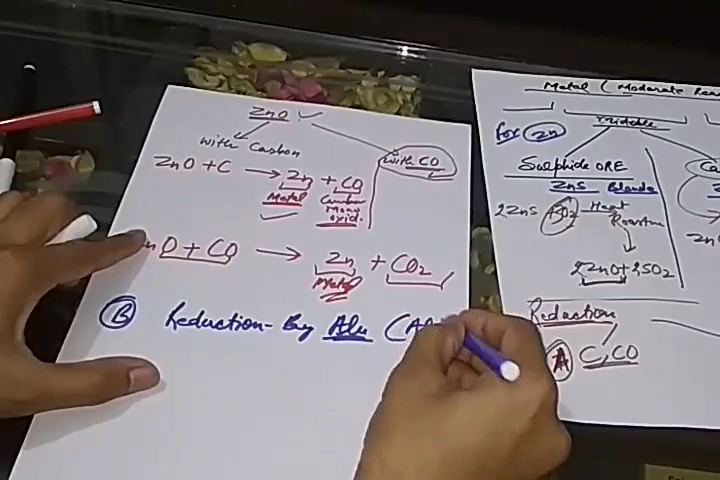 ZnO ✓
with Carbon
with CO
ZnO + C → Zn + CO
Metal Carbon
Mono
oxid.
O + CO → Zn + CO2
Metal
B Reduction - By Alu (Al
Metal ( Moderate
middle
for Zn
Sulphide ORE
ZnS Blende
2ZnS +3O2 Heat
Roasting
2ZnO+2SO2
Reduction
A C, CO